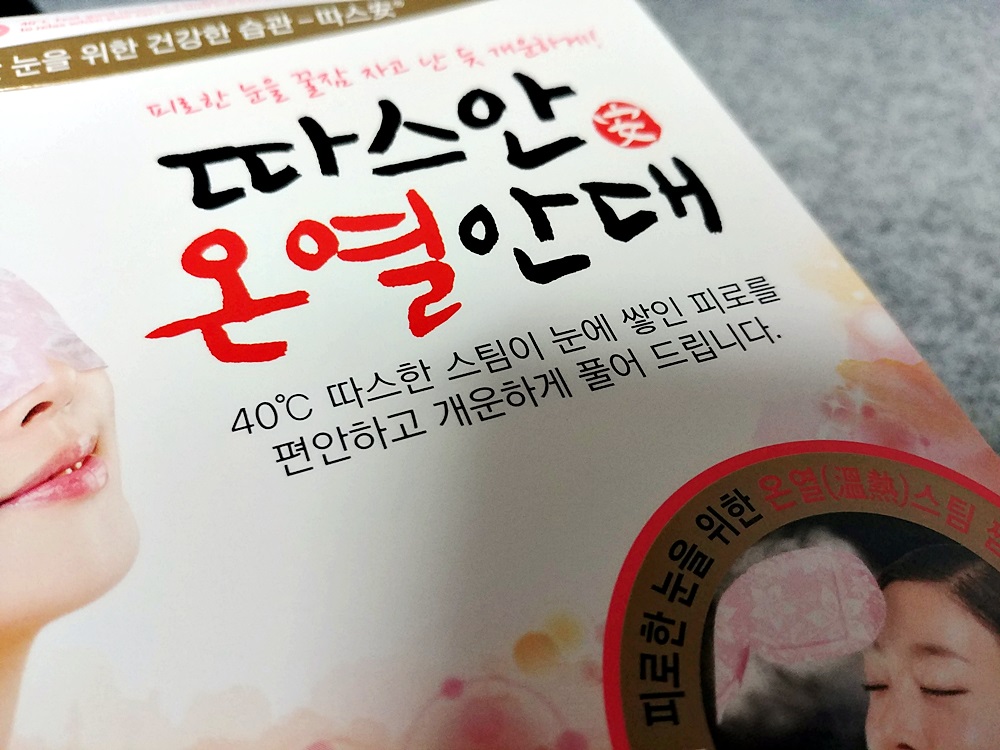 눈을 위한 건강한 습관 - 따스安
피로한 눈을 꿀잠 자고 난 듯 개운하게!
따스안 安
온열안대
40℃ 따스한 스팀이 눈에 쌓인 피로를
편안하고 개운하게 풀어 드립니다.
피로한 눈을 위한 온열(溫熱)스팀